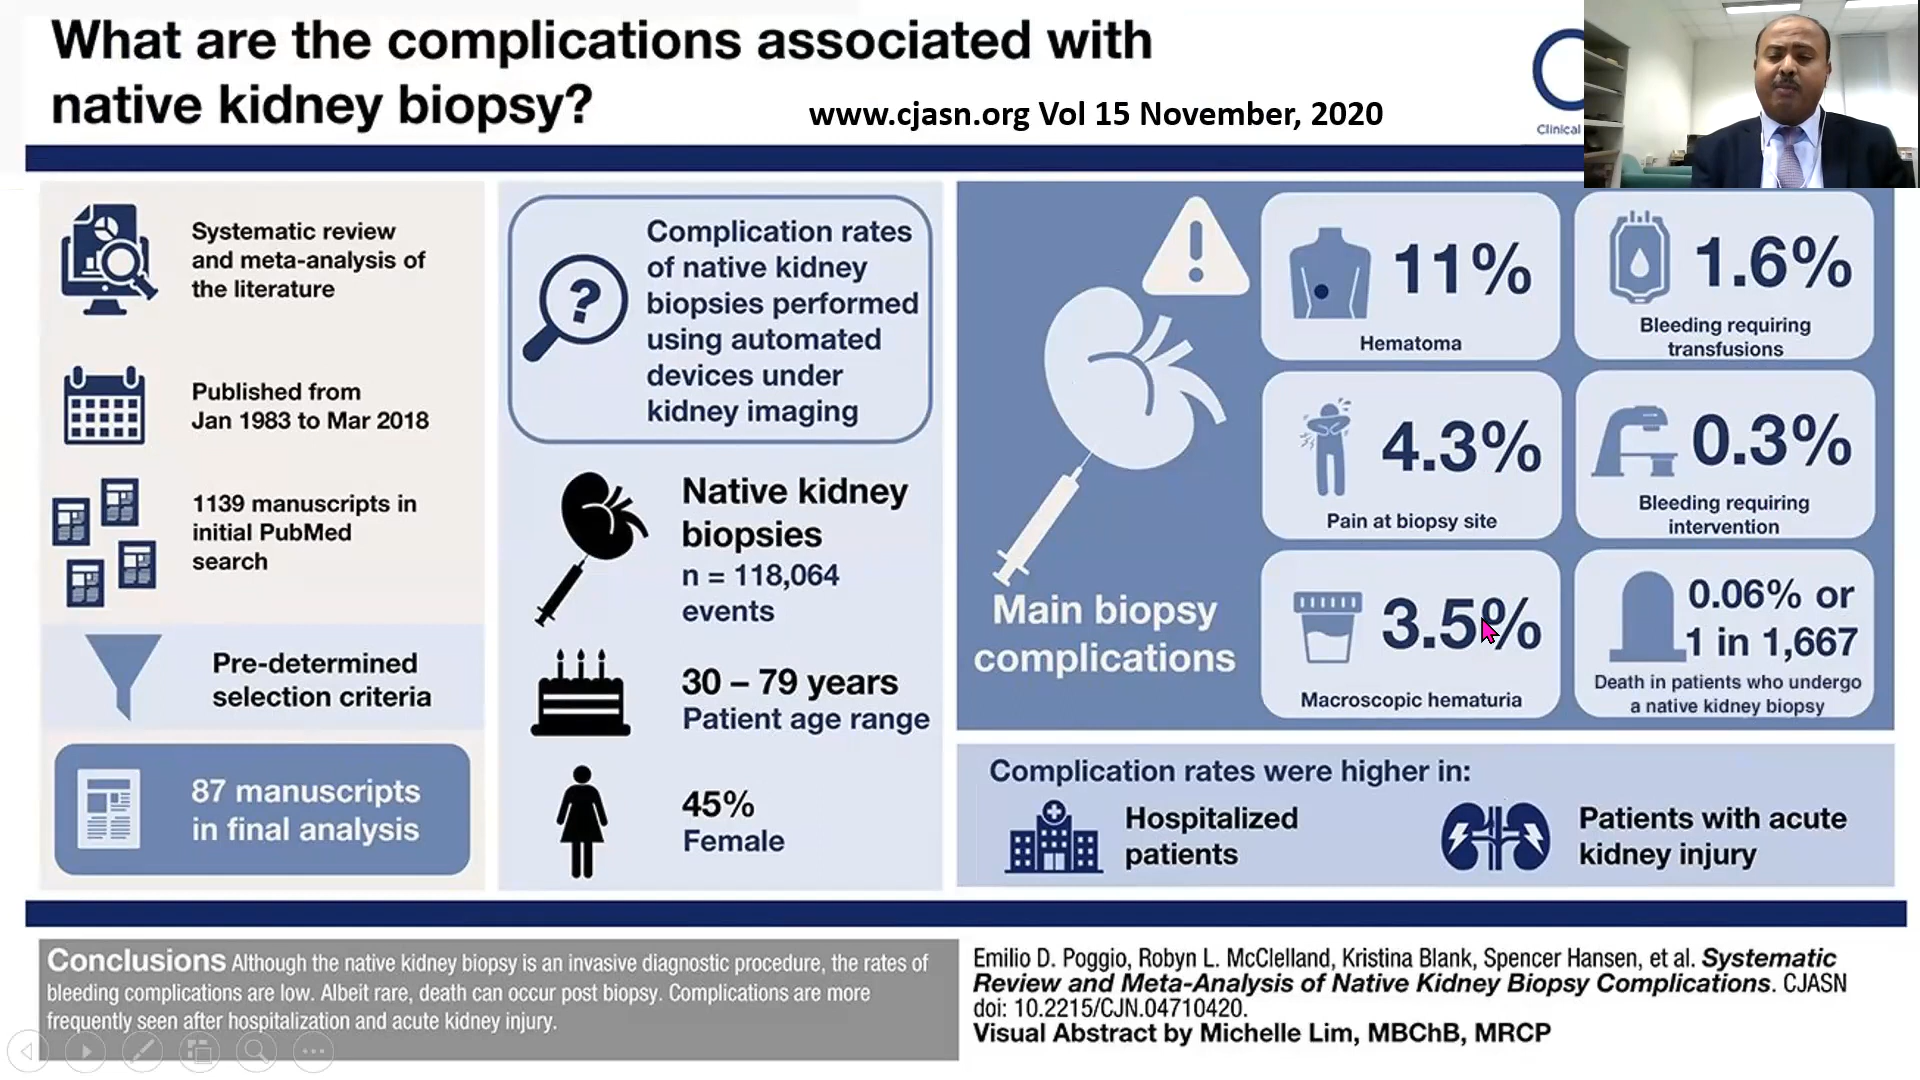 What are the complications associated with
native kidney biopsy?
www.cjasn.org Vol 15 November, 2020
Clinical
Systematic review
and meta-analysis of
the literature
Published from
Jan 1983 to Mar 2018
1139 manuscripts in
initial PubMed
search
Pre-determined
selection criteria
87 manuscripts
in final analysis
?
Complication rates
of native kidney
biopsies performed
using automated
devices under
kidney imaging
Native kidney
biopsies
n = 118,064
events
30 – 79 years
Patient age range
45%
Female
!
Main biopsy
complications
11%
Hematoma
1.6%
Bleeding requiring
transfusions
4.3%
Pain at biopsy site
0.3%
Bleeding requiring
intervention
3.5%
Macroscopic hematuria
0.06% or
1 in 1,667
Death in patients who undergo
a native kidney biopsy
Complication rates were higher in:
Hospitalized
patients
Patients with acute
kidney injury
Conclusions Although the native kidney biopsy is an invasive diagnostic procedure, the rates of
bleeding complications are low. Albeit rare, death can occur post biopsy. Complications are more
frequently seen after hospitalization and acute kidney injury.
Emilio D. Poggio, Robyn L. McClelland, Kristina Blank, Spencer Hansen, et al. Systematic
Review and Meta-Analysis of Native Kidney Biopsy Complications. CJASN
doi: 10.2215/CJN.04710420.
Visual Abstract by Michelle Lim, MBChB, MRCP